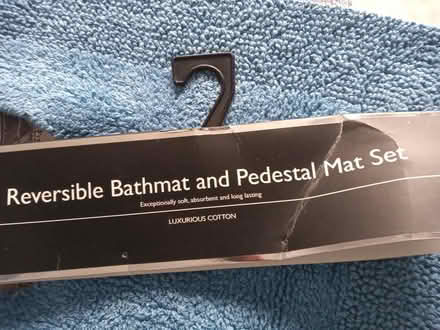 Reversible Bathmat and Pedestal Mat Set
Exceptionally soft, absorbent and long lasting
LUXURIOUS COTTON